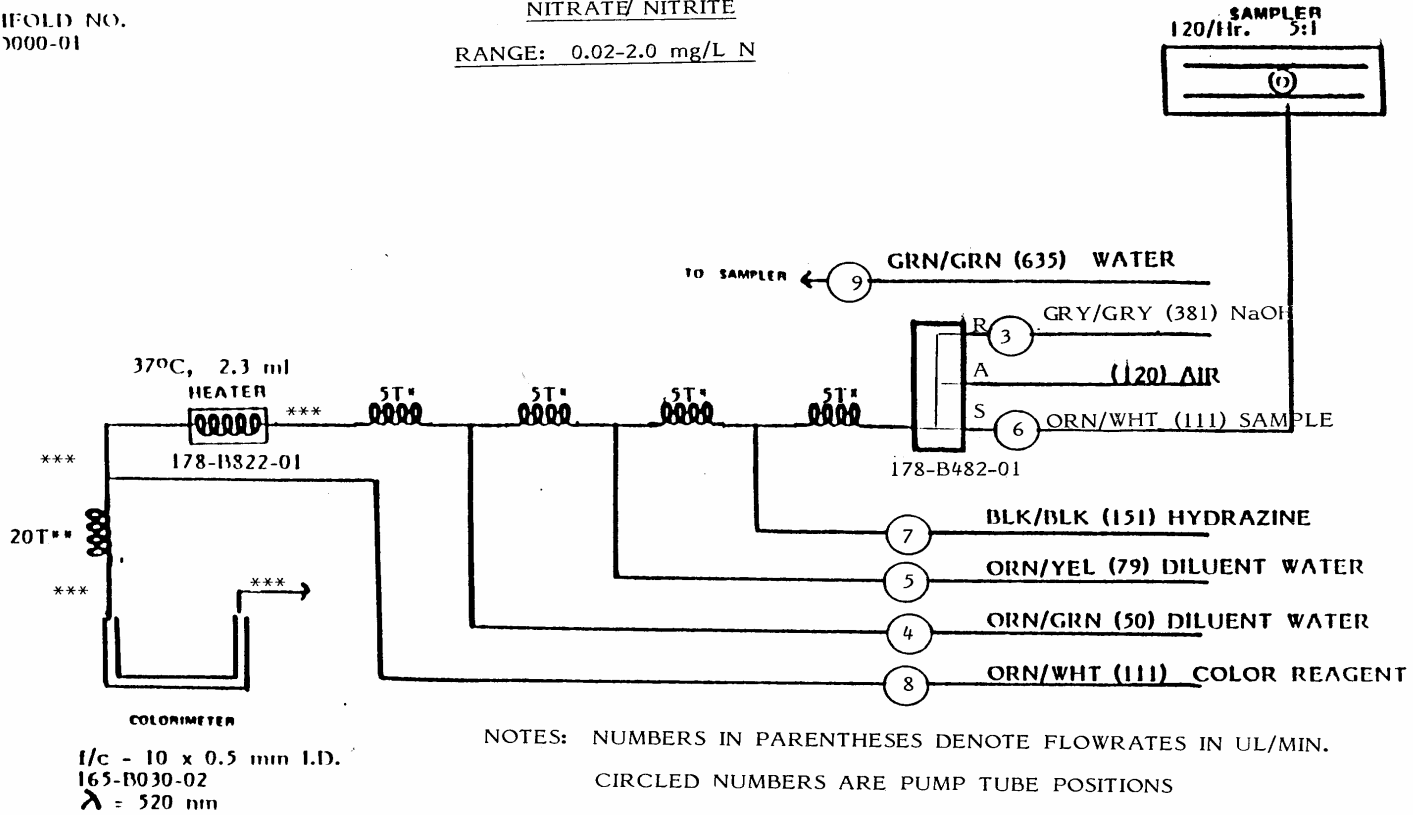 NITRATE/ NITRITE
IFOLD NO.
0000-01
RANGE: 0.02-2.0 mg/L N
SAMPLER
120/Hr. 5:1
TO SAMPLER
9
GRN/GRN (635) WATER
R
3
GRY/GRY (381) NaOH
A
(120) AIR
S
6
ORN/WHT (111) SAMPLE
178-B482-01
37ºC, 2.3 ml
HEATER
178-B822-01
***
5T*
5T*
5T*
5T*
***
20T**
***
***
7
BLK/BLK (151) HYDRAZINE
5
ORN/YEL (79) DILUENT WATER
4
ORN/GRN (50) DILUENT WATER
8
ORN/WHT (111) COLOR REAGENT
COLORIMETER
f/c - 10 x 0.5 mm I.D.
165-B030-02
λ = 520 nm
NOTES: NUMBERS IN PARENTHESES DENOTE FLOWRATES IN UL/MIN.
CIRCLED NUMBERS ARE PUMP TUBE POSITIONS